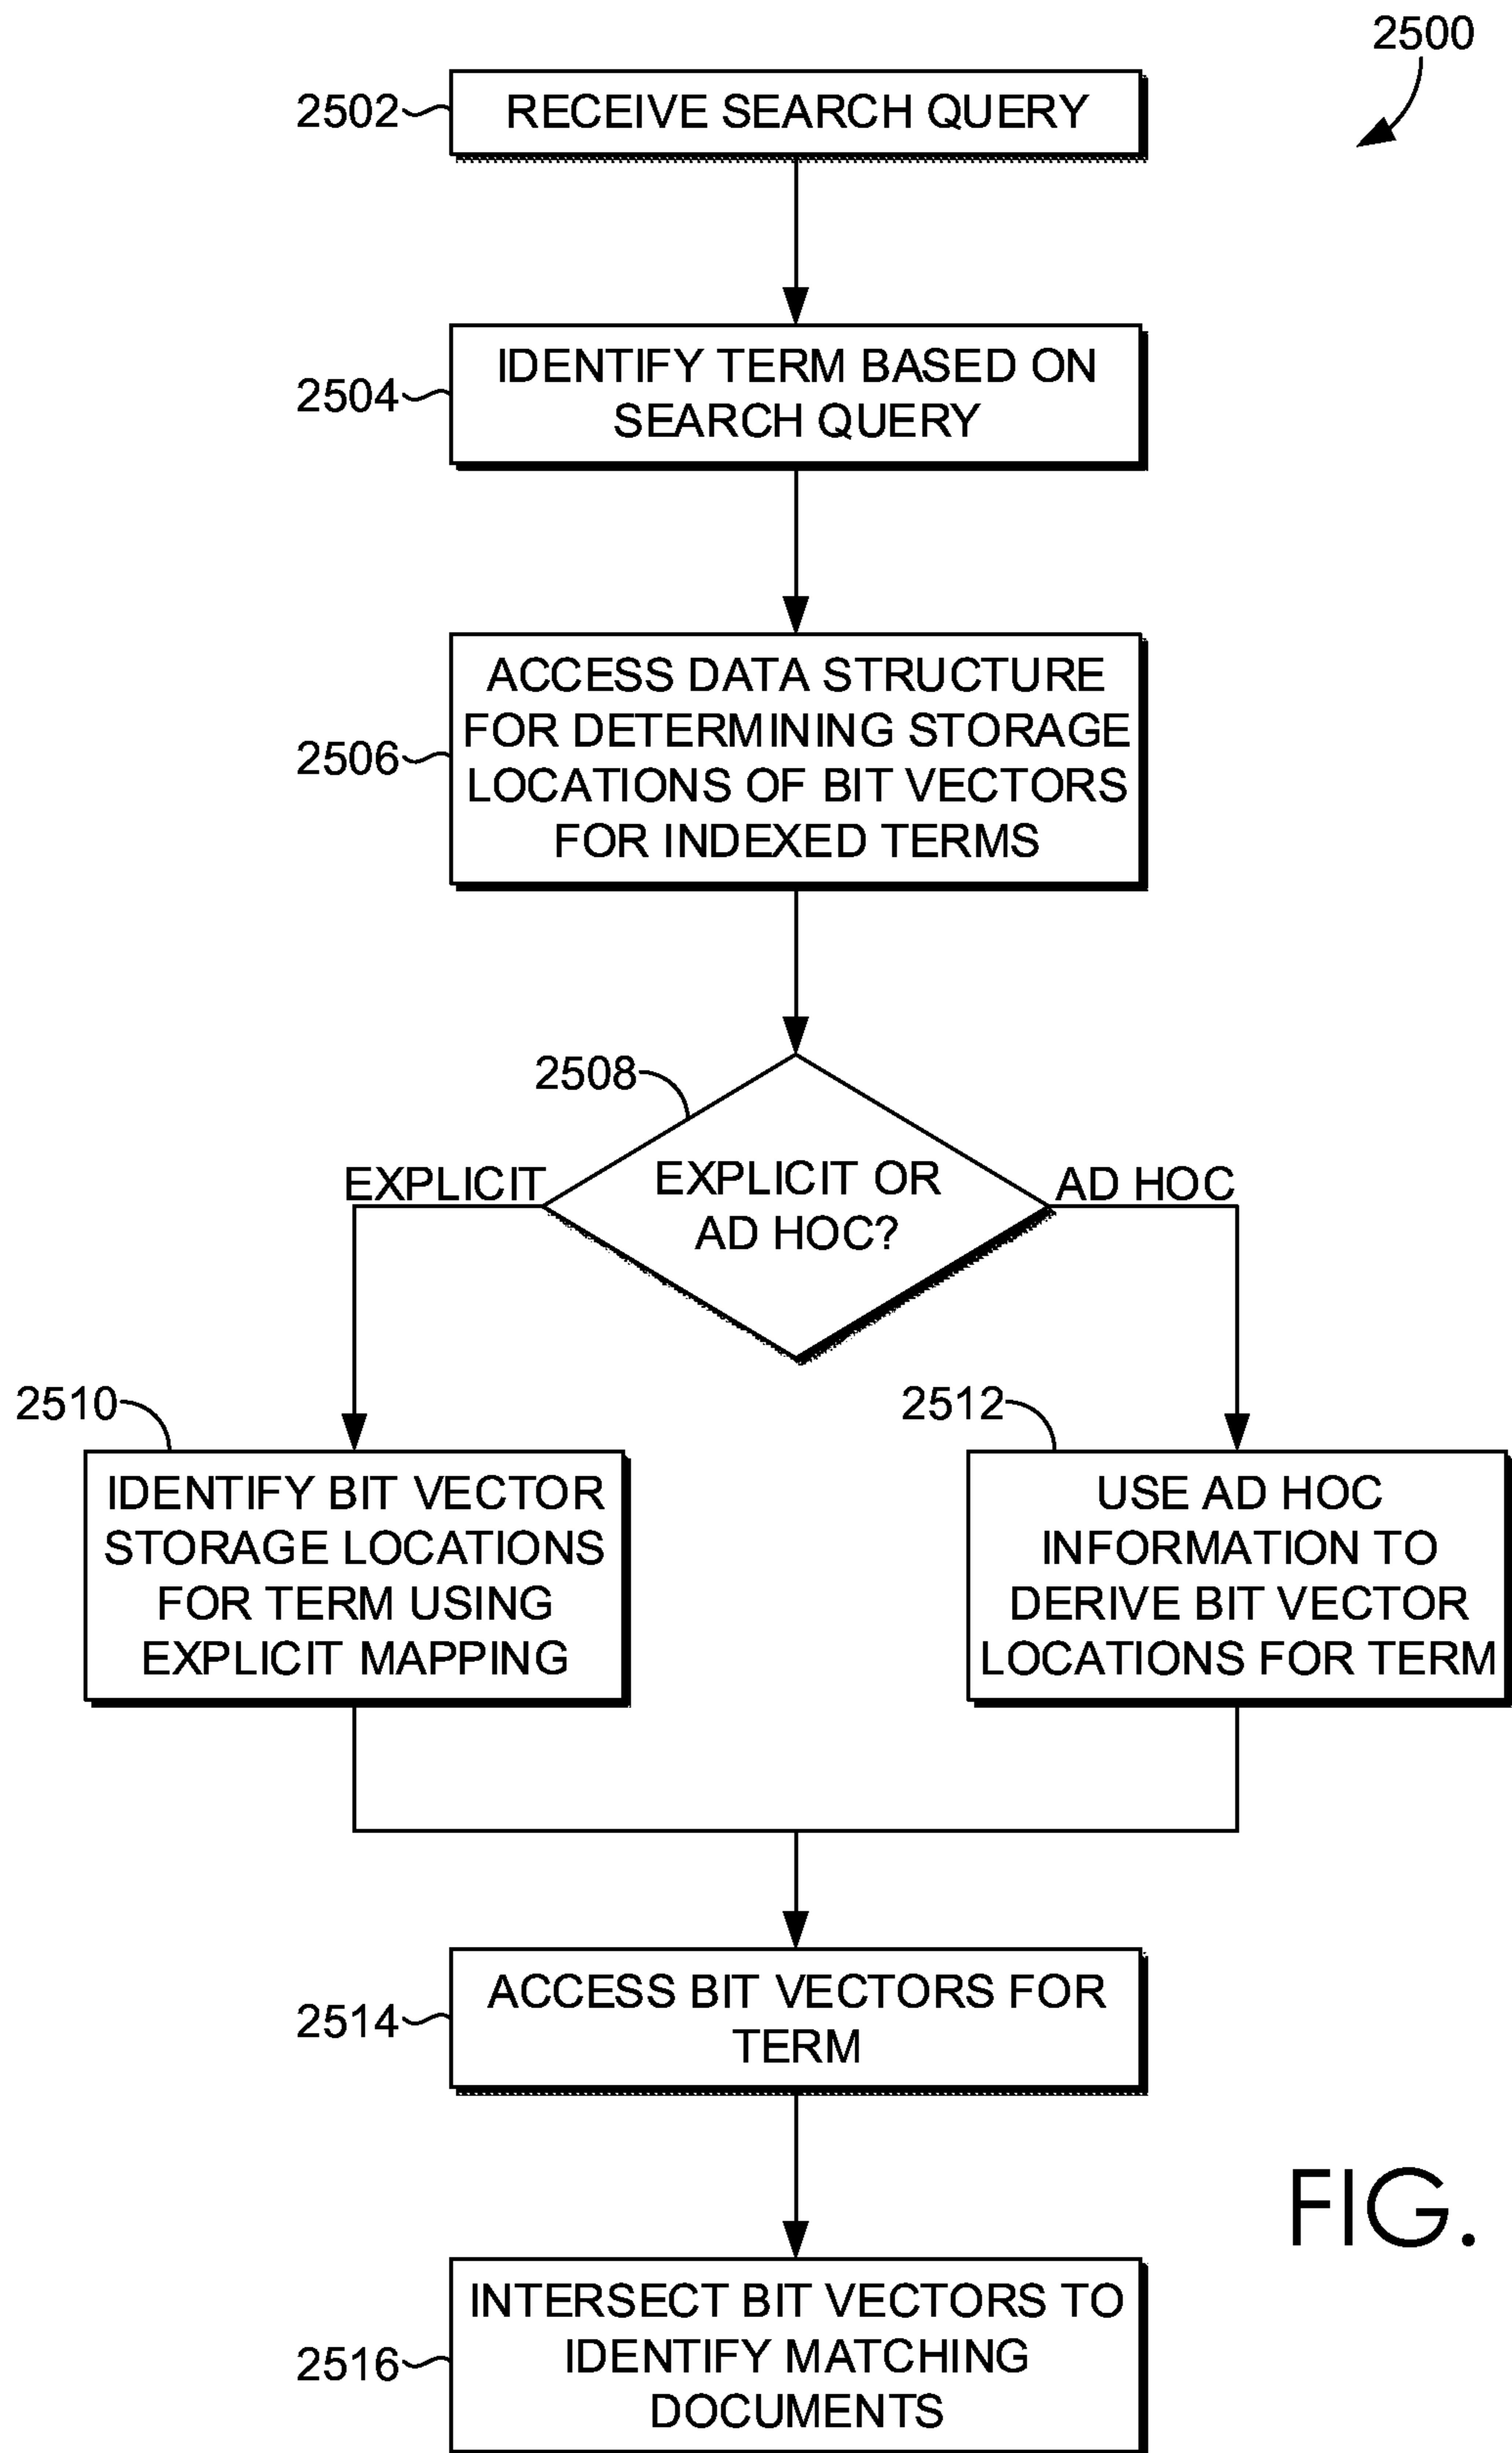 2500
2502
RECEIVE SEARCH QUERY
2504
IDENTIFY TERM BASED ON
SEARCH QUERY
2506
ACCESS DATA STRUCTURE
FOR DETERMINING STORAGE
LOCATIONS OF BIT VECTORS
FOR INDEXED TERMS
2508
EXPLICIT
EXPLICIT OR
AD HOC?
AD HOC
2510
IDENTIFY BIT VECTOR
STORAGE LOCATIONS
FOR TERM USING
EXPLICIT MAPPING
2512
USE AD HOC
INFORMATION TO
DERIVE BIT VECTOR
LOCATIONS FOR TERM
2514
ACCESS BIT VECTORS FOR
TERM
2516
INTERSECT BIT VECTORS TO
IDENTIFY MATCHING
DOCUMENTS
FIG.